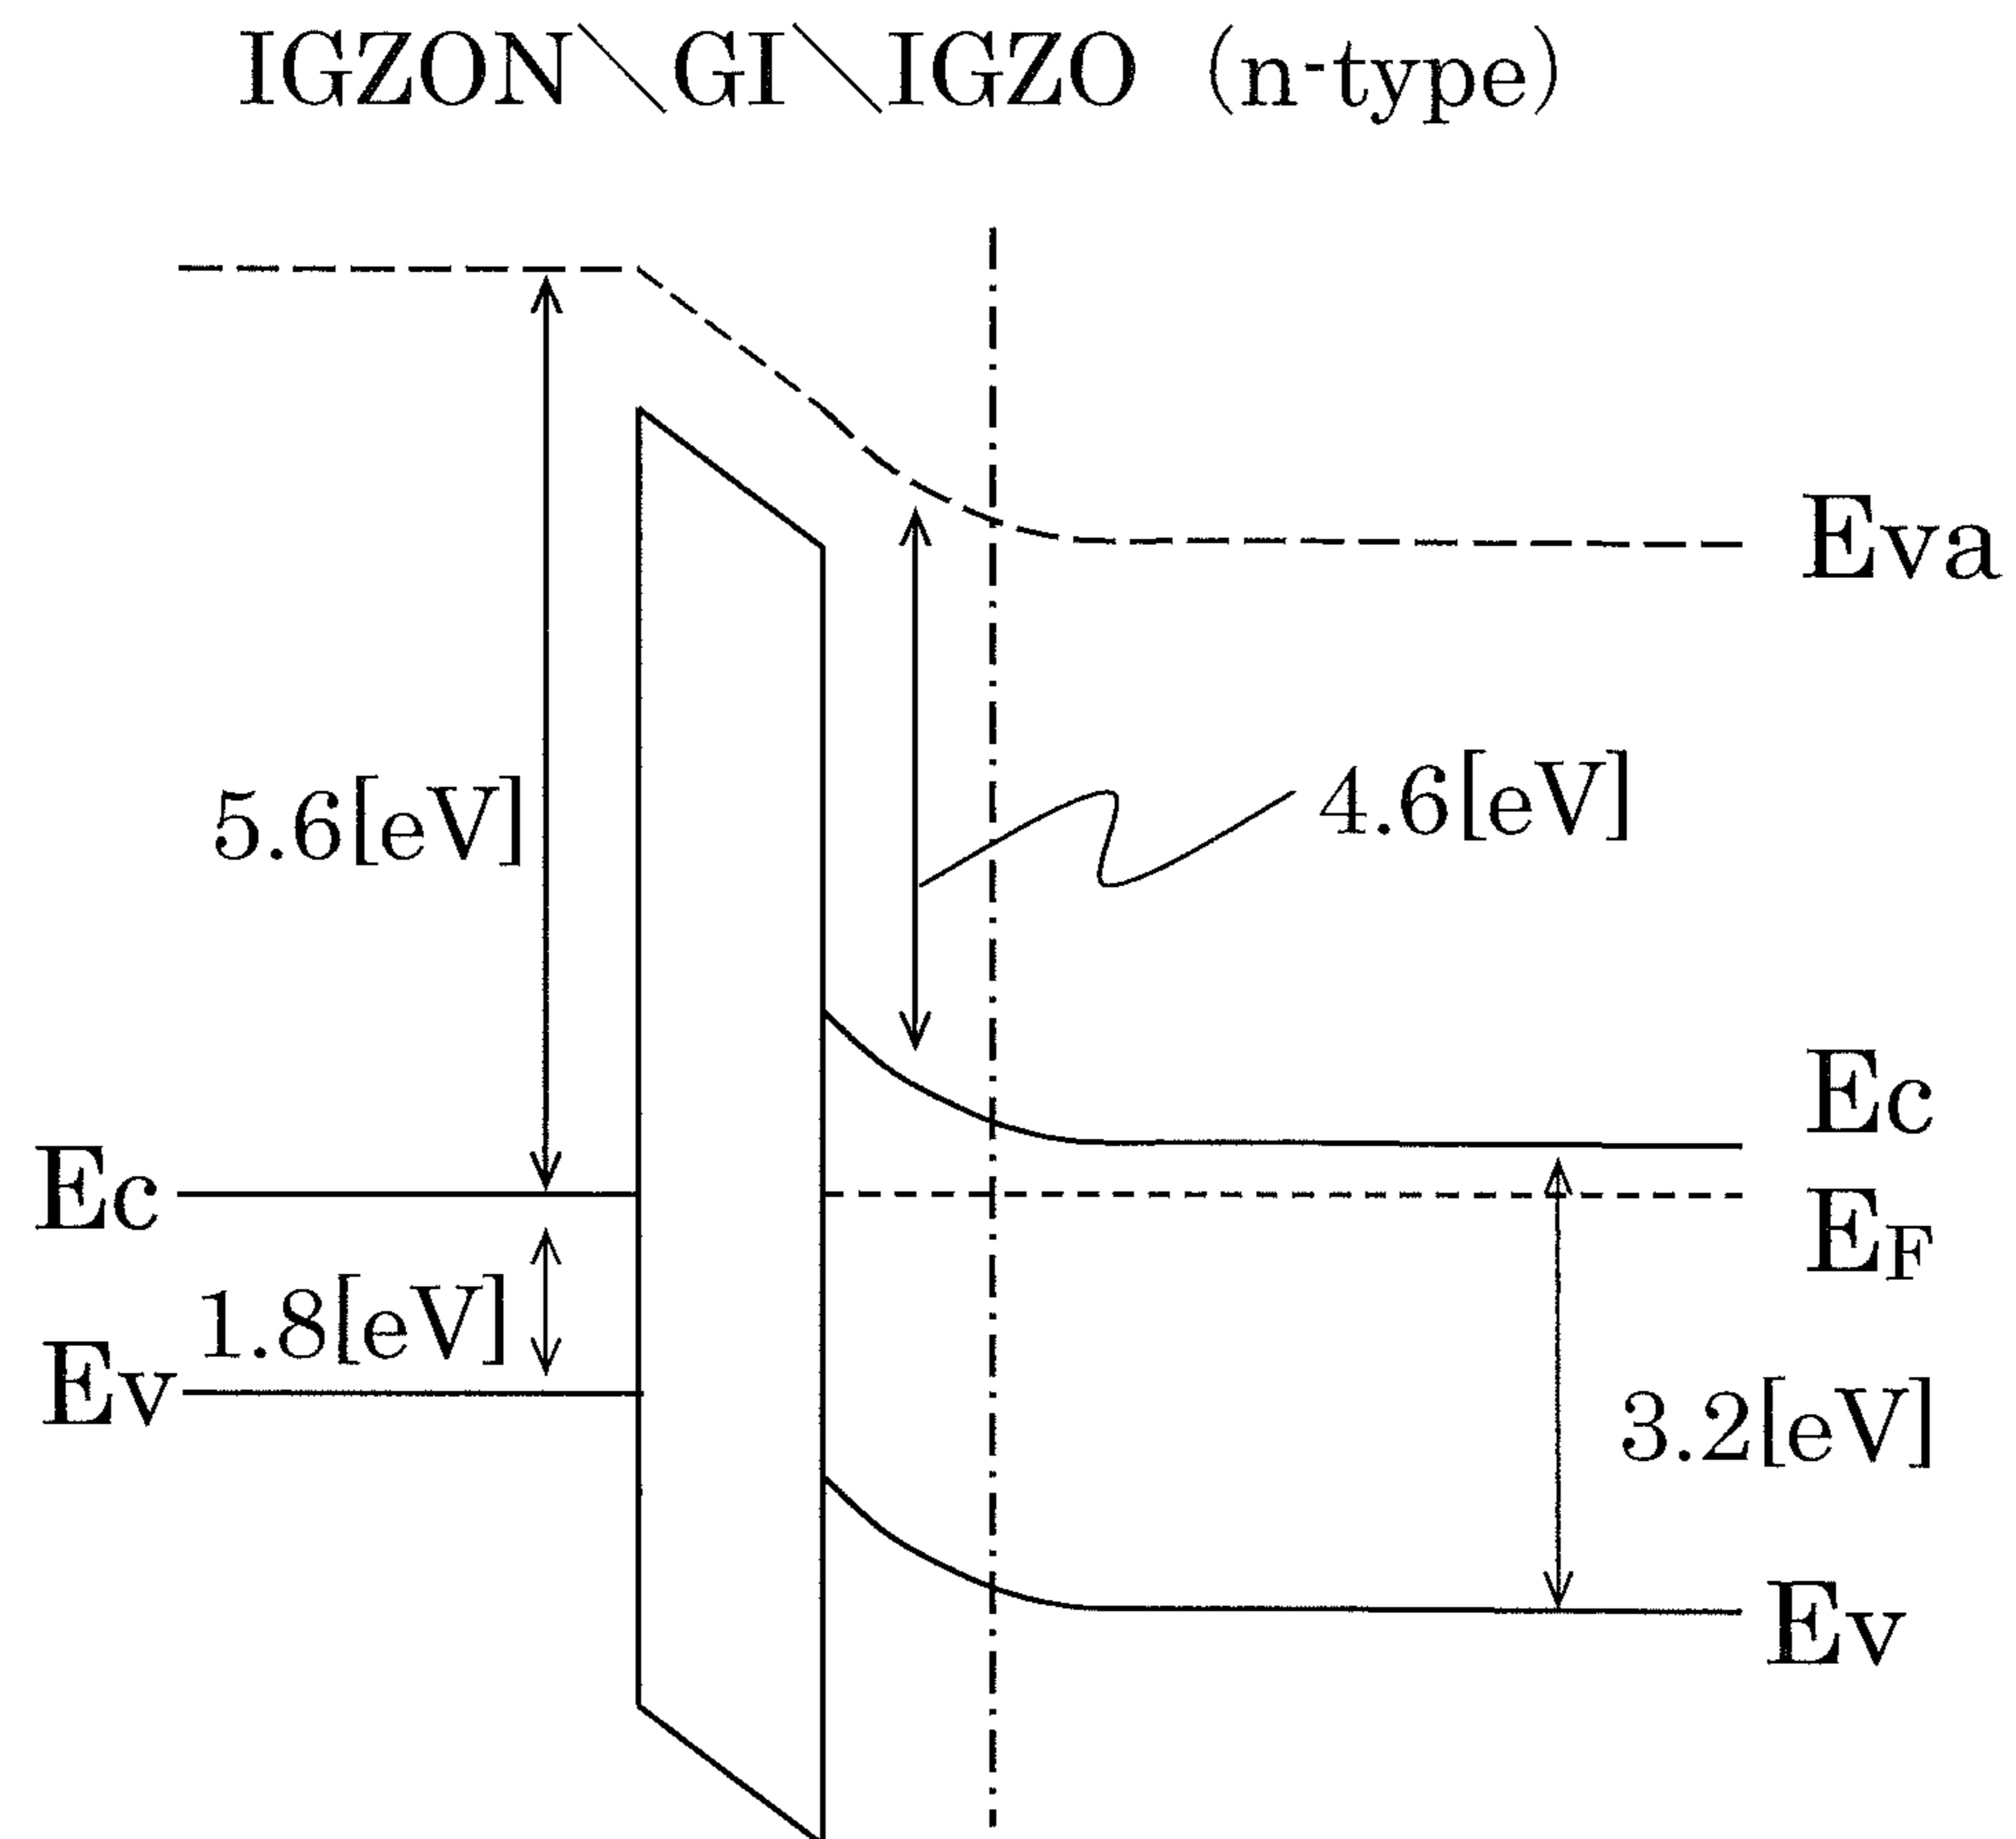 IGZON＼GI＼IGZO (n-type)
Eva
5.6[eV]
4.6[eV]
Ec
Ec
EF
1.8[eV]
Ev
3.2[eV]
Ev